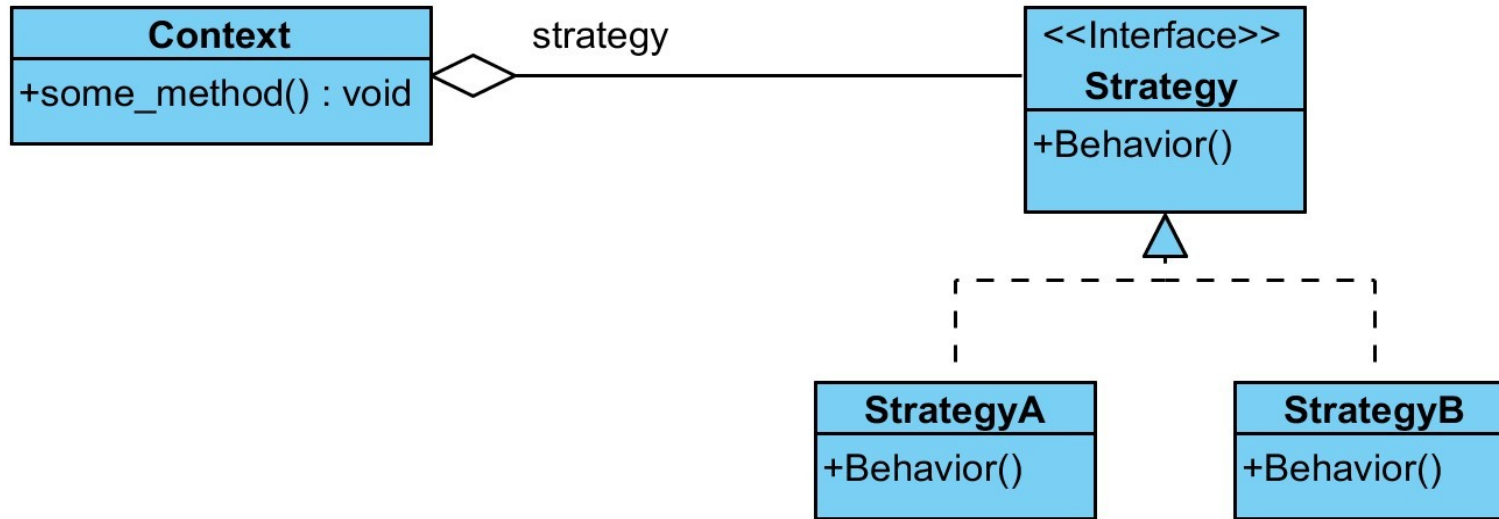 Context
+some_method() : void
strategy
<<Interface>>
Strategy
+Behavior()
StrategyA
+Behavior()
StrategyB
+Behavior()